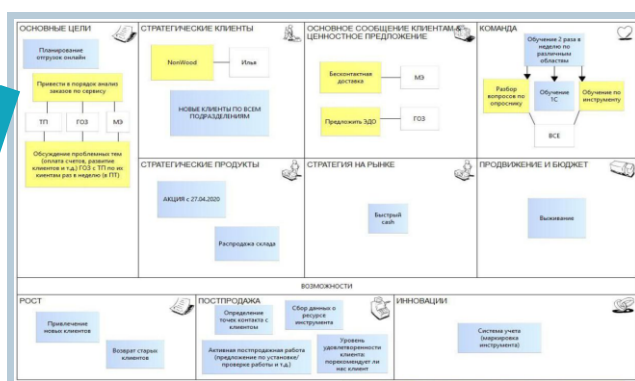 ОСНОВНЫЕ ЦЕЛИ
Планирование
отгрузок онлайн
Привести в порядок анализ
заказов по сервису
ТП
ГОЗ
МЭ
Обсуждение проблемных тем
(оплата счетов, развитие
клиентов и т.д.) ГОЗ с ТП по их
клиентам раз в неделю (в ПТ)
СТРАТЕГИЧЕСКИЕ КЛИЕНТЫ
NomWood
Илья
НОВЫЕ КЛИЕНТЫ ПО ВСЕМ
ПОДРАЗДЕЛЕНИЯМ
ОСНОВНОЕ СООБЩЕНИЕ КЛИЕНТАМ
ЦЕННОСТНОЕ ПРЕДЛОЖЕНИЕ
Бесконтактная
доставка
МЭ
Предложить ЭДО
ГОЗ
КОМАНДА
Обучение 2 раза в
неделю по
различным
областям
Разбор
вопросов по
опроснику
Обучение
1С
Обучение по
инструменту
ВСЕ
СТРАТЕГИЧЕСКИЕ ПРОДУКТЫ
АКЦИЯ с 27.04.2020
Распродажа склада
СТРАТЕГИЯ НА РЫНКЕ
Быстрый
cash
ПРОДВИЖЕНИЕ И БЮДЖЕТ
Выживание
ВОЗМОЖНОСТИ
РОСТ
Привлечение
новых клиентов
Возврат старых
клиентов
ПОСТПРОДАЖА
Определение
точек контакта с
клиентом
Сбор данных о
ресурсе
инструмента
Активная постпродажная работа
(предложение по установке/
проверке работы и т.д.)
Уровень
удовлетворенности
клиента:
порекомендует ли
нас клиент
ИННОВАЦИИ
Система учета
(маркировка
инструмента)